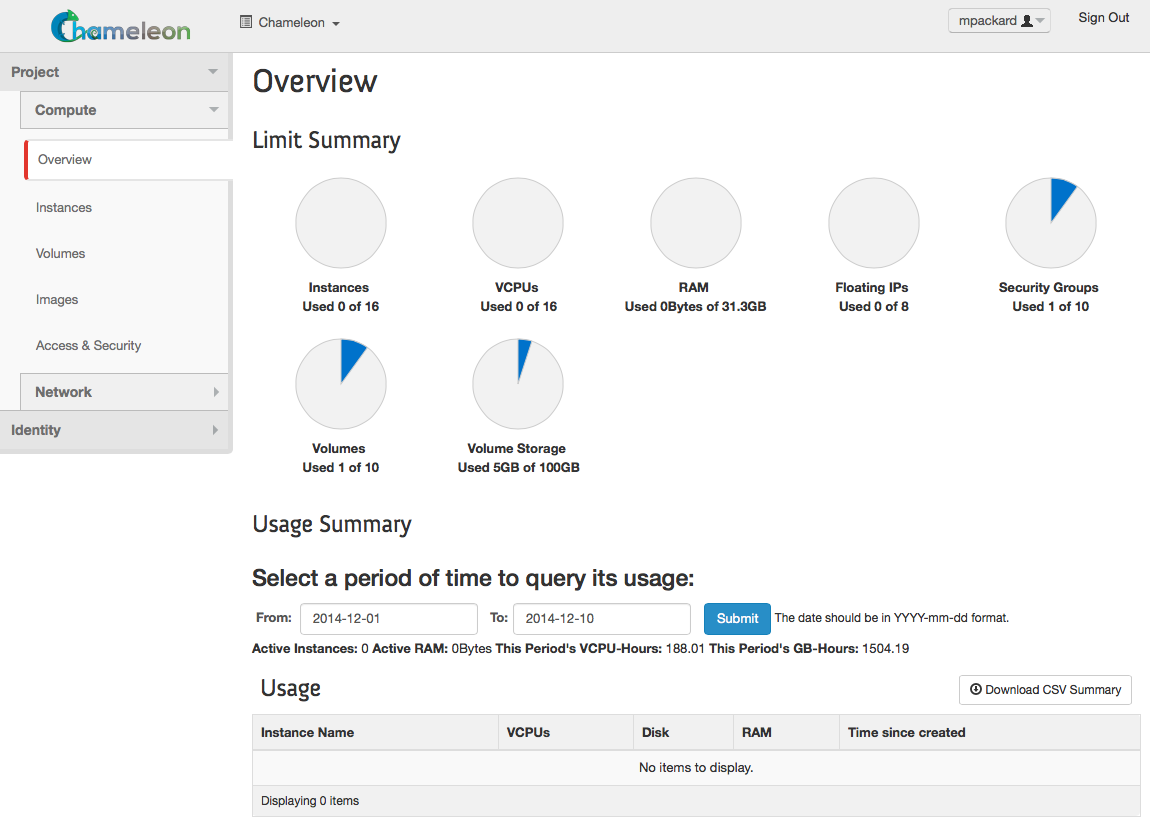 Chameleon
Chameleon
mpackard
Sign Out
Project
Compute
Overview
Instances
Volumes
Images
Access & Security
Network
Identity
Overview
Limit Summary
Instances
Used 0 of 16
VCPUs
Used 0 of 16
RAM
Used 0Bytes of 31.3GB
Floating IPs
Used 0 of 8
Security Groups
Used 1 of 10
Volumes
Used 1 of 10
Volume Storage
Used 5GB of 100GB
Usage Summary
Select a period of time to query its usage:
From: 2014-12-01 To: 2014-12-10 Submit The date should be in YYYY-mm-dd format.
Active Instances: 0 Active RAM: 0Bytes This Period's VCPU-Hours: 188.01 This Period's GB-Hours: 1504.19
Usage
Download CSV Summary
Instance Name VCPUs Disk RAM Time since created
No items to display.
Displaying 0 items